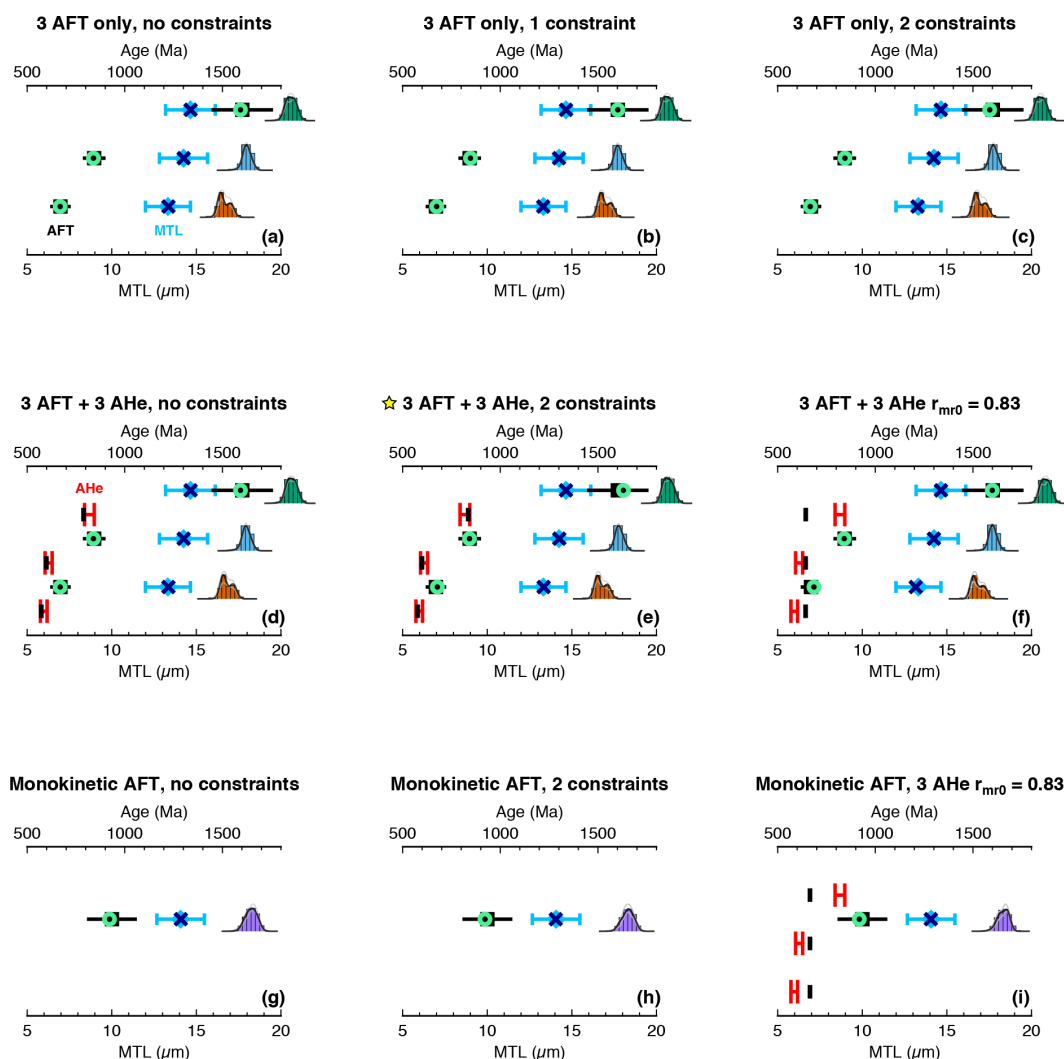 3 AFT only, no constraints
Age (Ma)
500 1000 1500
AFT MTL
(a)
5 10 15 20
MTL (µm)
3 AFT only, 1 constraint
Age (Ma)
500 1000 1500
(b)
5 10 15 20
MTL (µm)
3 AFT only, 2 constraints
Age (Ma)
500 1000 1500
(c)
5 10 15 20
MTL (µm)
3 AFT + 3 AHe, no constraints
Age (Ma)
500 1000 1500
AHe
(d)
5 10 15 20
MTL (µm)
3 AFT + 3 AHe, 2 constraints
Age (Ma)
500 1000 1500
(e)
5 10 15 20
MTL (µm)
3 AFT + 3 AHe rmr0 = 0.83
Age (Ma)
500 1000 1500
(f)
5 10 15 20
MTL (µm)
Monokinetic AFT, no constraints
Age (Ma)
500 1000 1500
(g)
5 10 15 20
MTL (µm)
Monokinetic AFT, 2 constraints
Age (Ma)
500 1000 1500
(h)
5 10 15 20
MTL (µm)
Monokinetic AFT, 3 AHe rmr0 = 0.83
Age (Ma)
500 1000 1500
(i)
5 10 15 20
MTL (µm)